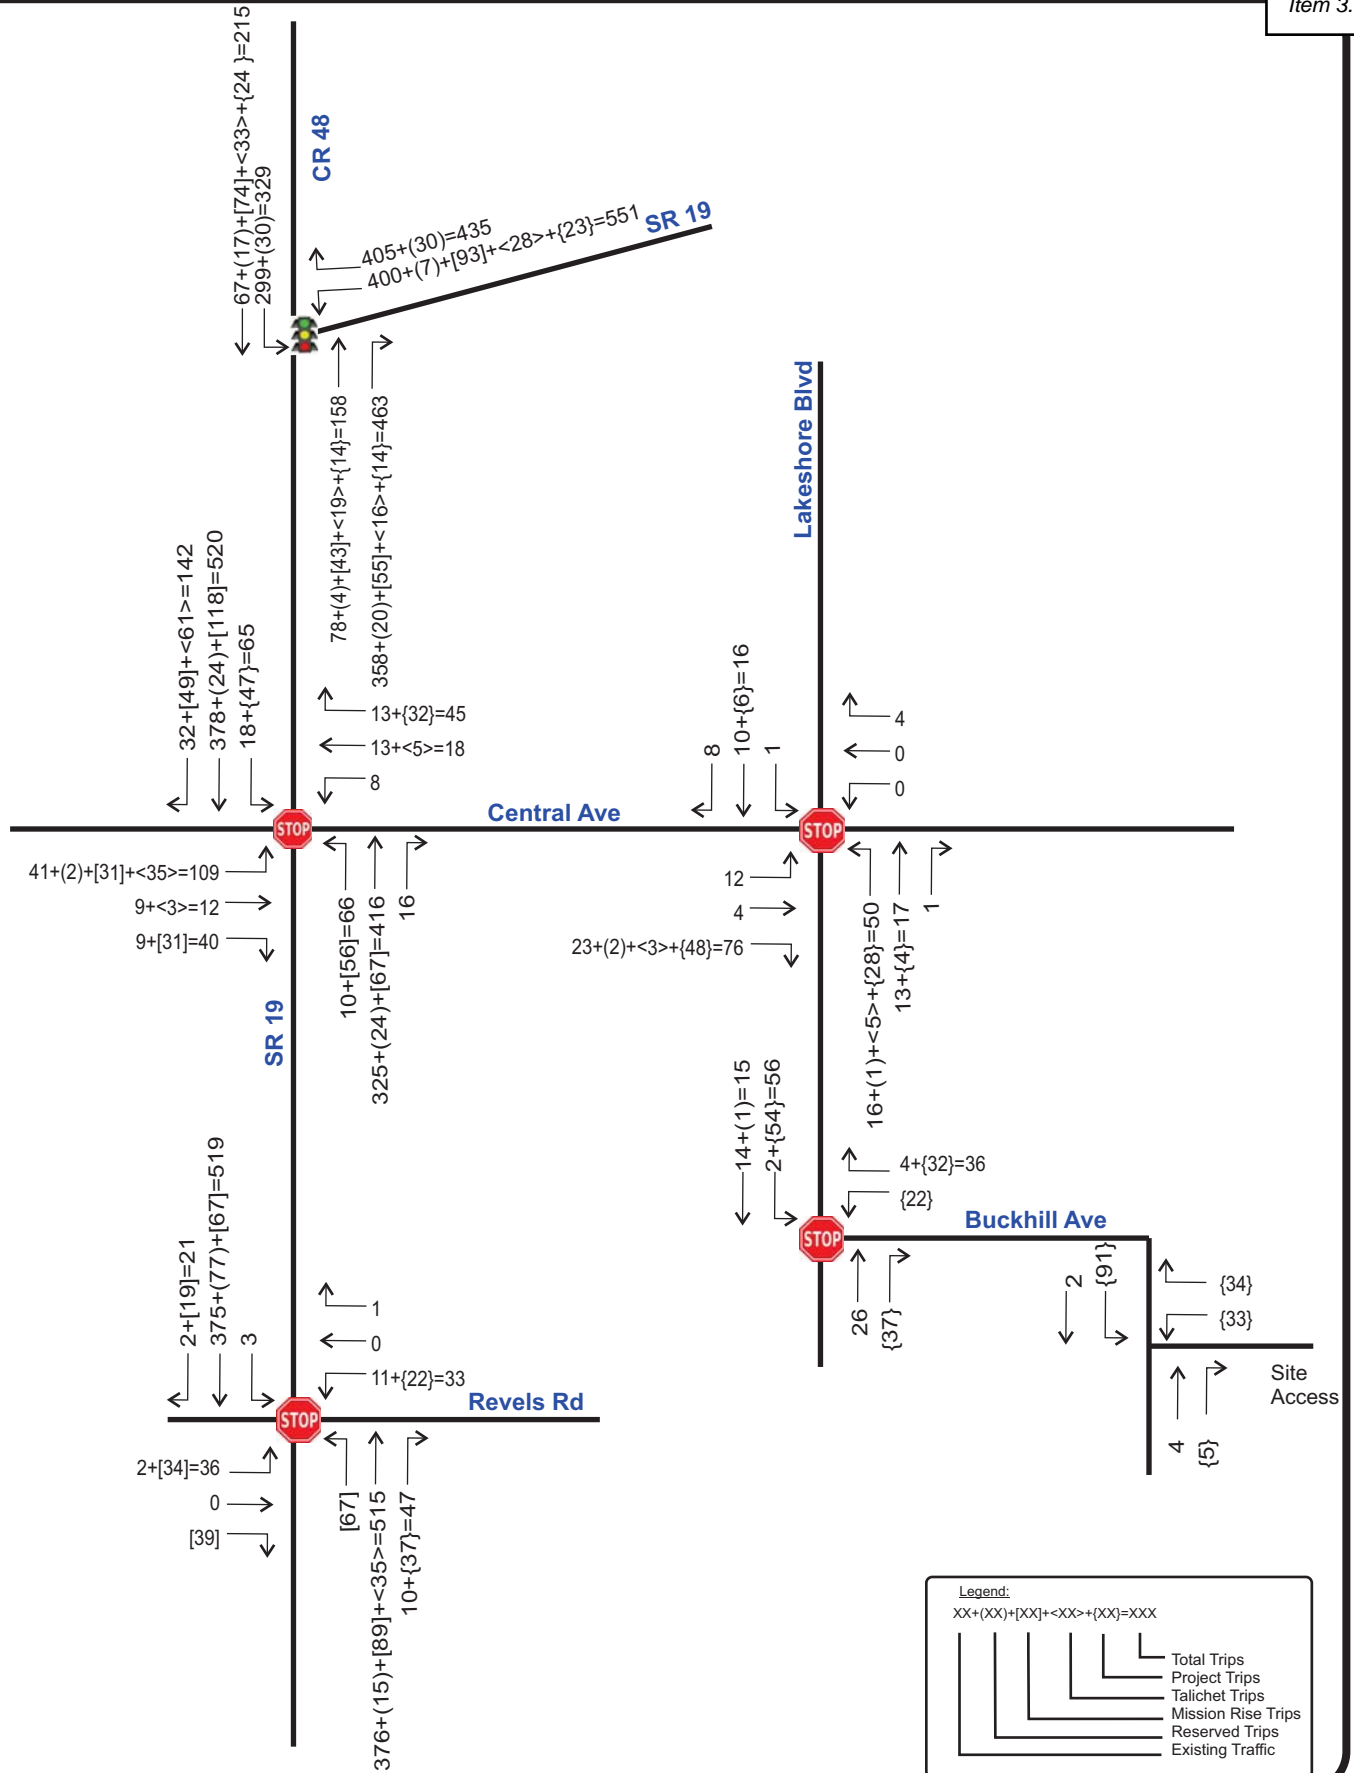 Item 3.
67+(17)+[74]+<33>+{24 }=215
299+(30)=329
CR 48
405+(30)=435
400+(7)+[93]+<28>+{23}=551
SR 19
78+(4)+[43]+<19>+{14}=158
358+(20)+[55]+<16>+{14}=463
Lakeshore Blvd
32+[49]+<61>=142
378+(24)+[118]=520
18+{47}=65
13+{32}=45
13+<5>=18
8
8
10+{6}=16
1
4
0
0
Central Ave
STOP
STOP
41+(2)+[31]+<35>=109
9+<3>=12
9+[31]=40
10+[56]=66
325+(24)+[67]=416
16
12
4
23+(2)+<3>+{48}=76
16+(1)+<5>+{28}=50
13+{4}=17
1
SR 19
14+(1)=15
2+{54}=56
4+{32}=36
{22}
Buckhill Ave
STOP
26
{37}
2
{91}
{34}
{33}
Site
Access
4
{5}
2+[19]=21
375+(77)+[67]=519
3
1
0
11+{22}=33
Revels Rd
STOP
2+[34]=36
0
[39]
[67]
376+(15)+[89]+<35>=515
10+{37}=47
Legend:
XX+(XX)+[XX]+<XX>+{XX}=XXX
Total Trips
Project Trips
Talichet Trips
Mission Rise Trips
Reserved Trips
Existing Traffic